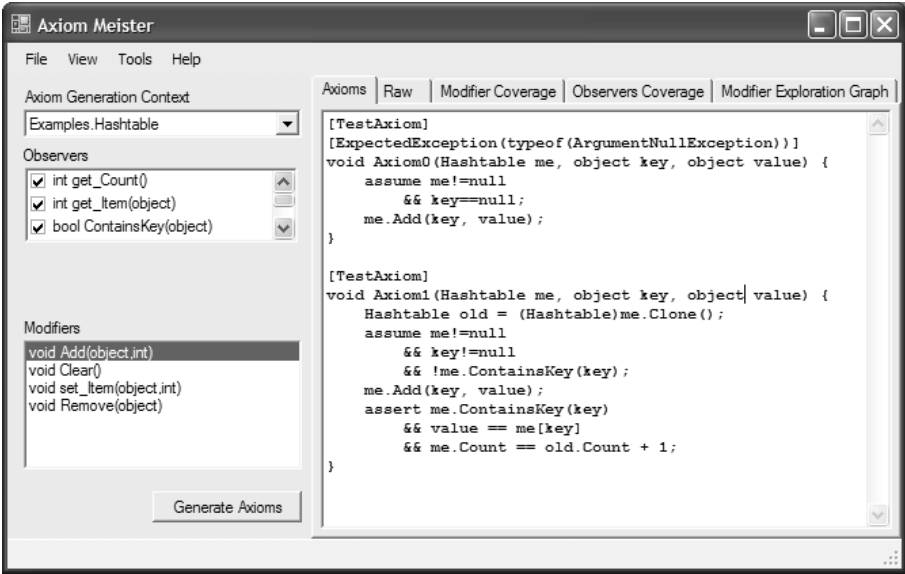 Axiom Meister
File View Tools Help
Axiom Generation Context
Examples.Hashtable
Observers
int get_Count()
int get_Item(object)
bool ContainsKey(object)
Modifiers
void Add(object,int)
void Clear()
void set_Item(object,int)
void Remove(object)
Generate Axioms
Axioms Raw Modifier Coverage Observers Coverage Modifier Exploration Graph
[TestAxiom]
[ExpectedException(typeof(ArgumentNullException))]
void Axiom0(Hashtable me, object key, object value) {
    assume me!=null
        && key==null;
    me.Add(key, value);
}
[TestAxiom]
void Axiom1(Hashtable me, object key, object value) {
    Hashtable old = (Hashtable)me.Clone();
    assume me!=null
        && key!=null
        && !me.ContainsKey(key);
    me.Add(key, value);
    assert me.ContainsKey(key)
        && value == me[key]
        && me.Count == old.Count + 1;
}